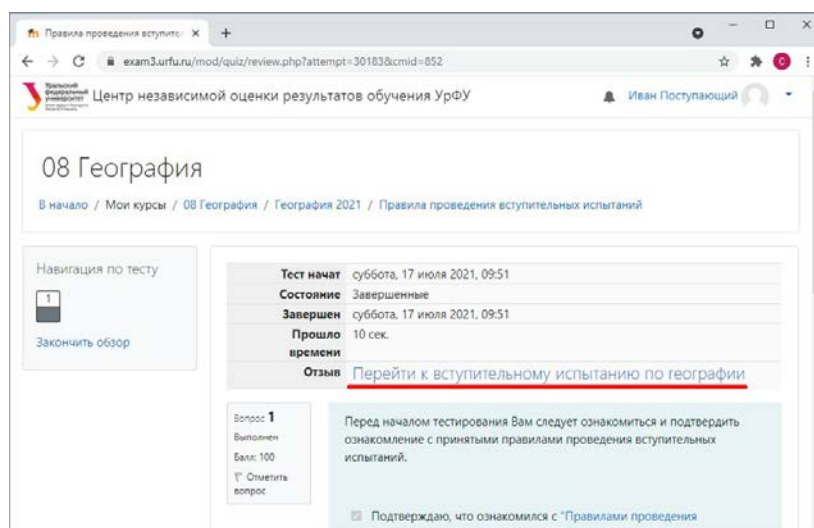 Правила проведения вступител
exam3.urfu.ru/mod/quiz/review.php?attempt=30183&cmid=852
C
Уральский
федеральный
университет
Центр независимой оценки результатов обучения УрФУ
Иван Поступающий
08 География
В начало / Мои курсы / 08 География / География 2021 / Правила проведения вступительных испытаний
Навигация по тесту
1
Закончить обзор
Тест начат суббота, 17 июля 2021, 09:51
Состояние Завершенные
Завершен суббота, 17 июля 2021, 09:51
Прошло 10 сек.
времени
Отзыв Перейти к вступительному испытанию по географии
Вопрос 1
Выполнен
Балл: 100
Отметить
вопрос
Перед началом тестирования Вам следует ознакомиться и подтвердить
ознакомление с принятыми правилами проведения вступительных
испытаний.
Подтверждаю, что ознакомился с "Правилами проведения